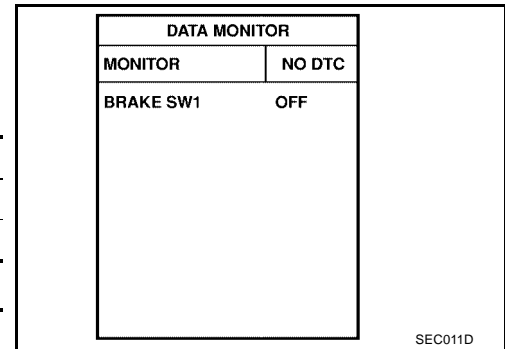 DATA MONITOR
MONITOR NO DTC
BRAKE SW1 OFF
SEC011D